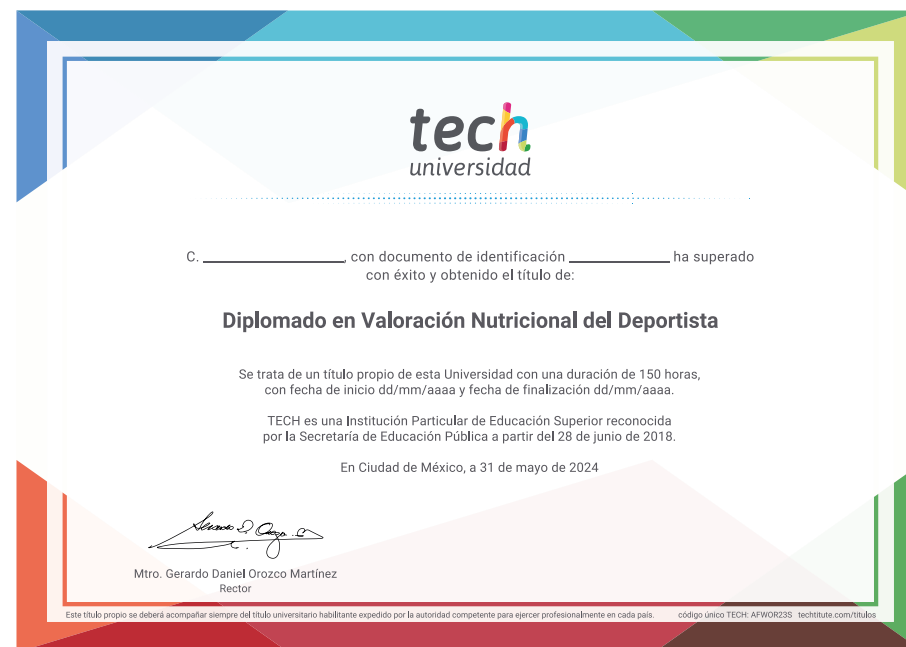 tech
universidad
C. ____________________, con documento de identificación ______________ ha superado
con éxito y obtenido el título de:
Diplomado en Valoración Nutricional del Deportista
Se trata de un título propio de esta Universidad con una duración de 150 horas,
con fecha de inicio dd/mm/aaaa y fecha de finalización dd/mm/aaaa.
TECH es una Institución Particular de Educación Superior reconocida
por la Secretaría de Educación Pública a partir del 28 de junio de 2018.
En Ciudad de México, a 31 de mayo de 2024
Mtro. Gerardo Daniel Orozco Martínez
Rector
Este título propio se deberá acompañar siempre del título universitario habilitante expedido por la autoridad competente para ejercer profesionalmente en cada país. código único TECH: AFWOR23S techtitute.com/titulos